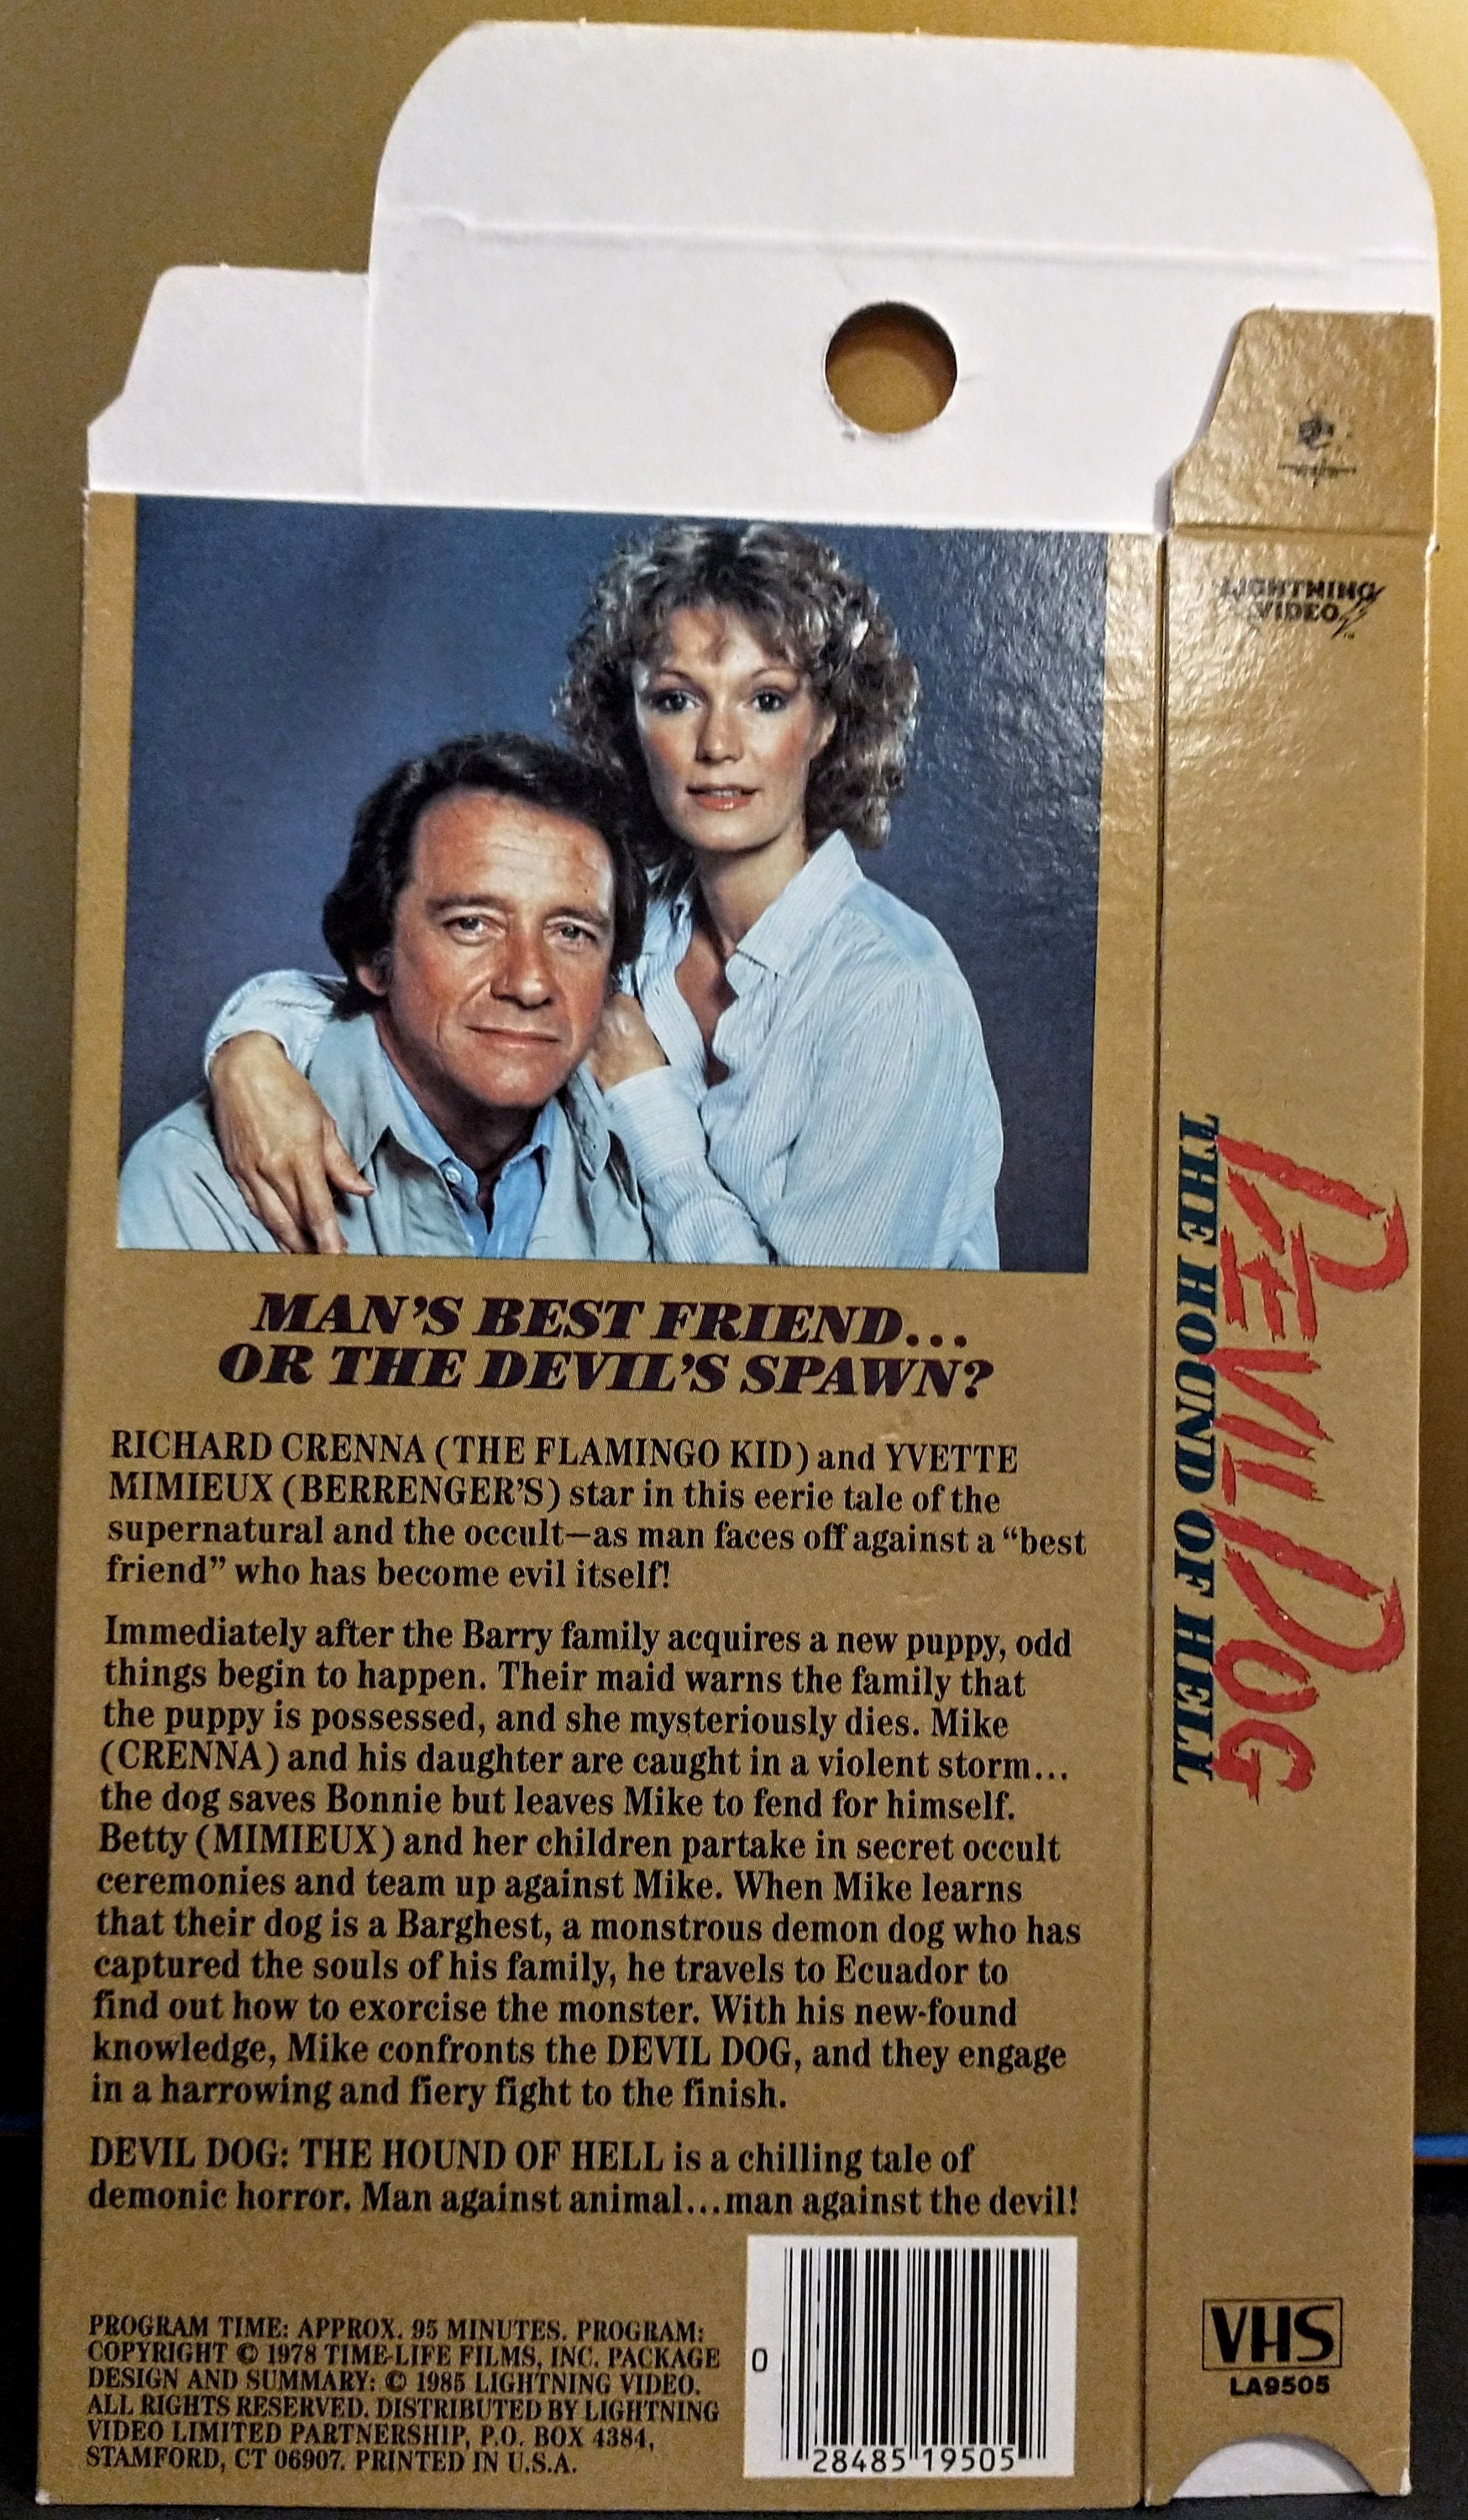 MAN'S BEST FRIEND...
OR THE DEVIL'S SPAWN?
RICHARD CRENNA (THE FLAMINGO KID) and YVETTE
MIMIEUX (BERRENGER'S) star in this eerie tale of the
supernatural and the occult—as man faces off against a “best
friend” who has become evil itself!
Immediately after the Barry family acquires a new puppy, odd
things begin to happen. Their maid warns the family that
the puppy is possessed, and she mysteriously dies. Mike
(CRENNA) and his daughter are caught in a violent storm...
the dog saves Bonnie but leaves Mike to fend for himself.
Betty (MIMIEUX) and her children partake in secret occult
ceremonies and team up against Mike. When Mike learns
that their dog is a Barghest, a monstrous demon dog who has
captured the souls of his family, he travels to Ecuador to
find out how to exorcise the monster. With his new-found
knowledge, Mike confronts the DEVIL DOG, and they engage
in a harrowing and fiery fight to the finish.
DEVIL DOG: THE HOUND OF HELL is a chilling tale of
demonic horror. Man against animal...man against the devil!
PROGRAM TIME: APPROX. 95 MINUTES. PROGRAM:
COPYRIGHT © 1978 TIME-LIFE FILMS, INC. PACKAGE
DESIGN AND SUMMARY: © 1985 LIGHTNING VIDEO.
ALL RIGHTS RESERVED. DISTRIBUTED BY LIGHTNING
VIDEO LIMITED PARTNERSHIP, P.O. BOX 4384,
STAMFORD, CT 06907. PRINTED IN U.S.A.
0 28485 19505
LIGHTNING
VIDEO
DEVIL DOG
THE HOUND OF HELL
VHS
LA9505